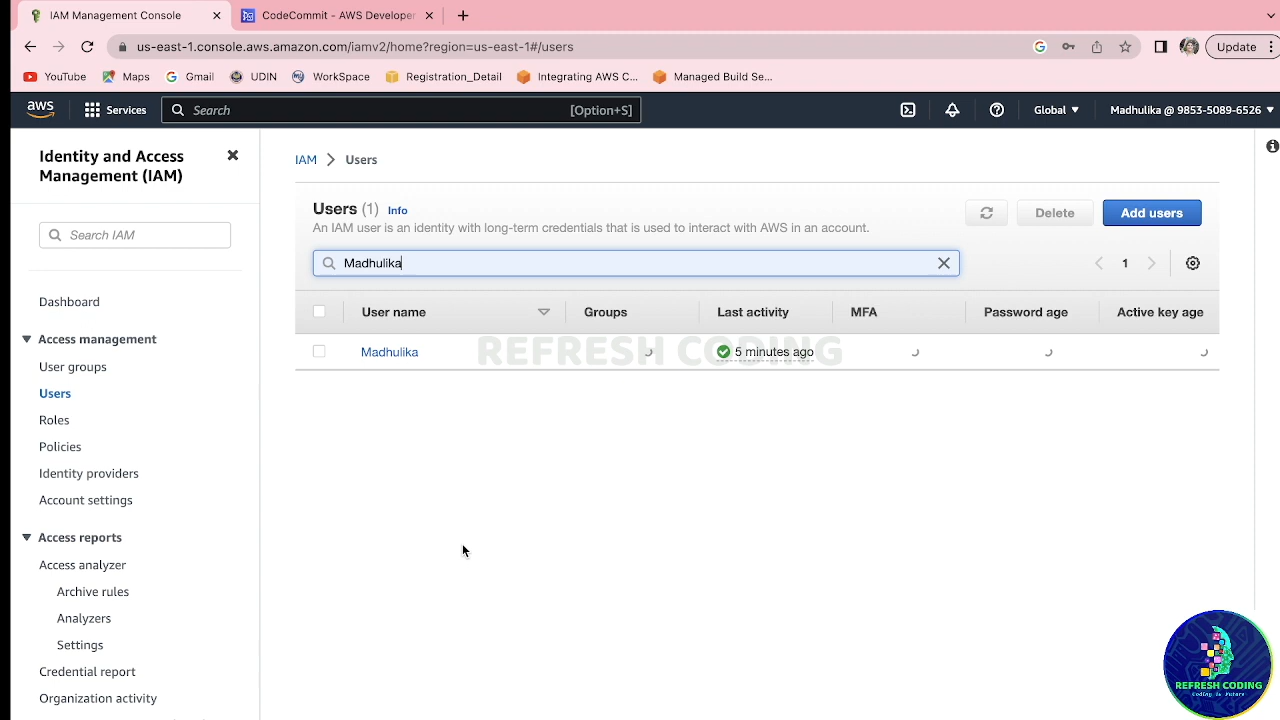 IAM Management Console
CodeCommit - AWS Developer
us-east-1.console.aws.amazon.com/iamv2/home?region=us-east-1#/users
Update
YouTube
Maps
Gmail
UDIN
WorkSpace
Registration_Detail
Integrating AWS C...
Managed Build Se...
aws
Services
Search
[Option+S]
Global
Madhulika @ 9853-5089-6526
Identity and Access
Management (IAM)
Search IAM
Dashboard
Access management
User groups
Users
Roles
Policies
Identity providers
Account settings
Access reports
Access analyzer
Archive rules
Analyzers
Settings
Credential report
Organization activity
IAM > Users
Users (1) Info
An IAM user is an identity with long-term credentials that is used to interact with AWS in an account.
Delete
Add users
Madhulika
1
User name Groups Last activity MFA Password age Active key age
Madhulika 5 minutes ago
REFRESH CODING
REFRESH CODING
Coding is Future